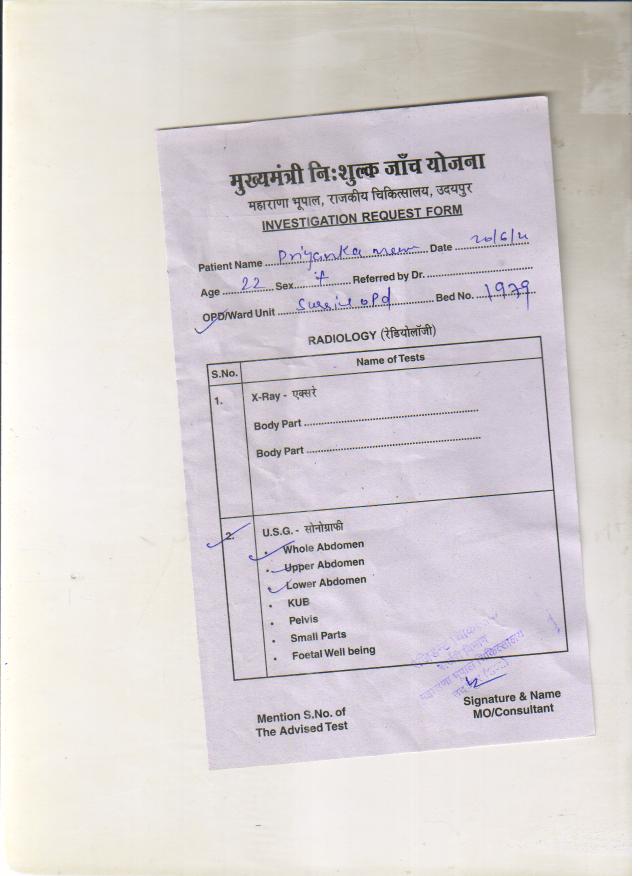 मुख्यमंत्री निःशुल्क जाँच योजना
महाराणा भूपाल, राजकीय चिकित्सालय, उदयपुर
INVESTIGATION REQUEST FORM
Patient Name Priyanka Date 20/6/21
Age 22 Sex f Referred by Dr.
OPD/Ward Unit opd Bed No. 1979
RADIOLOGY (रेडियोलॉजी)
S.No. Name of Tests
1. X-Ray - एक्सरे
Body Part
Body Part
2. U.S.G. - सोनोग्राफी
• Whole Abdomen
• Upper Abdomen
• Lower Abdomen
• KUB
• Pelvis
• Small Parts
• Foetal Well being
महाराणा भूपाल चिकित्सालय
Mention S.No. of
The Advised Test
Signature & Name
MO/Consultant